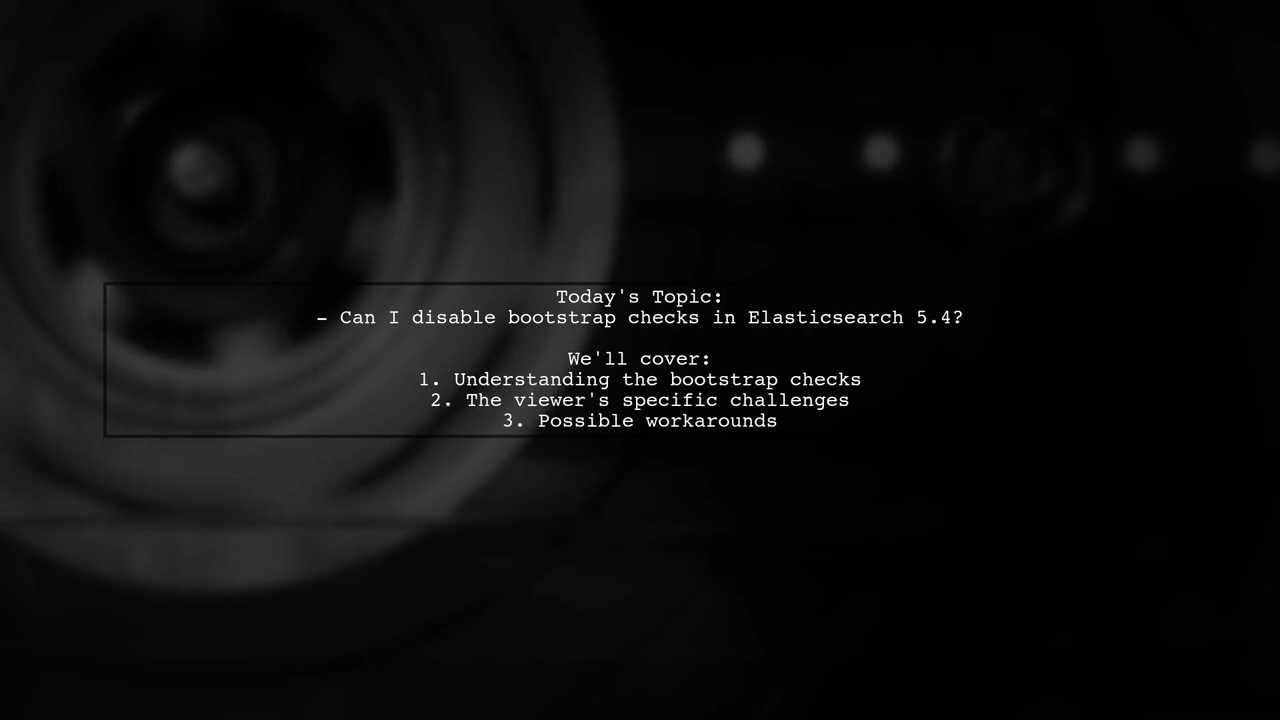 Today's Topic:
- Can I disable bootstrap checks in Elasticsearch 5.4?
We'll cover:
1. Understanding the bootstrap checks
2. The viewer's specific challenges
3. Possible workarounds